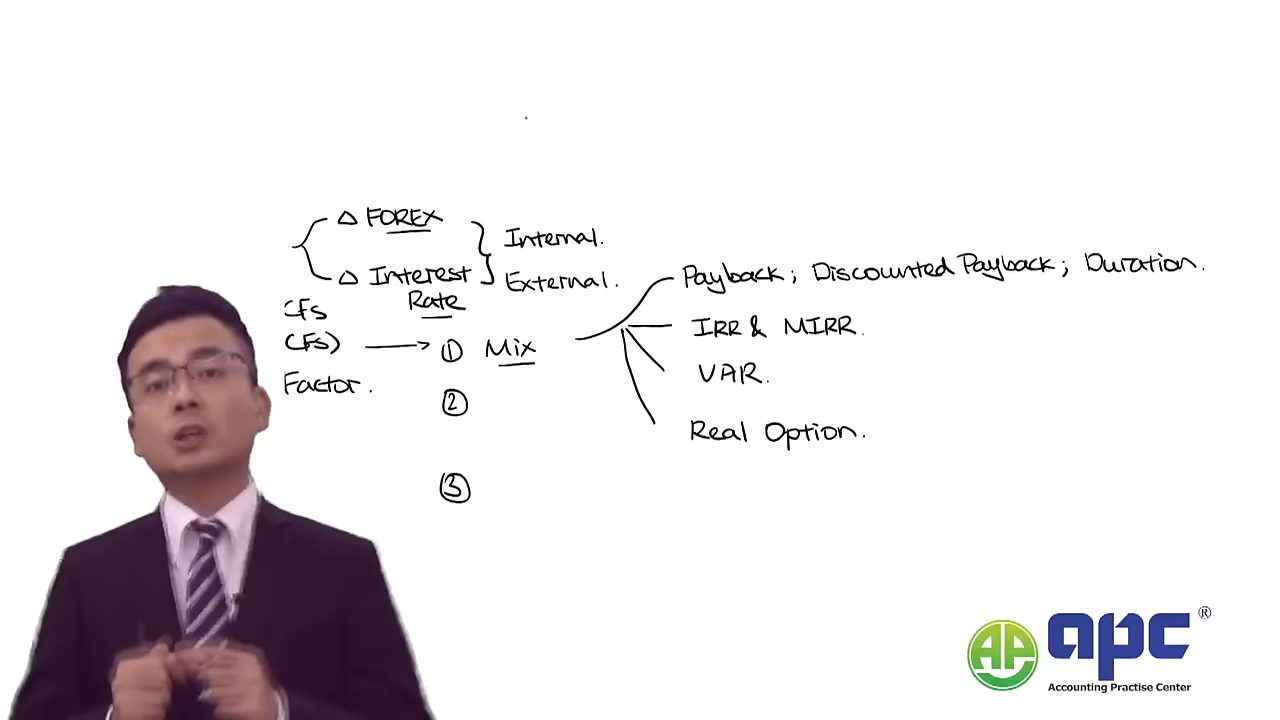 △ FOREX
Internal.
△ Interest Rate
External.
CFs
CFs)
Factor.
① Mix
②
③
Payback; Discounted Payback; Duration.
IRR & MIRR.
VAR.
Real Option.
AP
apc®
Accounting Practise Center